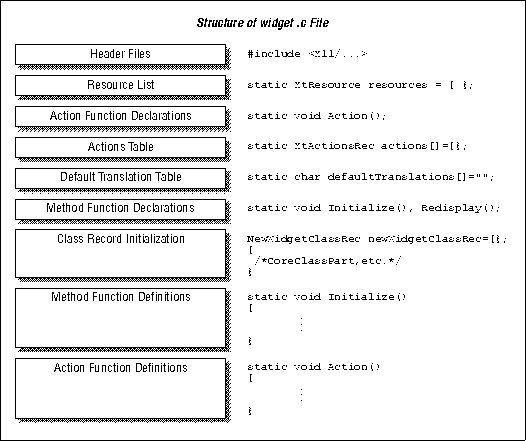 Structure of widget .c File
Header Files
#include <X11/...>
Resource List
static XtResource resources = [ };
Action Function Declarations
static void Action();
Actions Table
static XtActionsRec actions[]=[};
Default Translation Table
static char defaultTranslations[]="";
Method Function Declarations
static void Initialize(), Redisplay();
Class Record Initialization
NewWidgetClassRec newWidgetClassRec=[};
[
/*CoreClassPart,etc.*/
}
Method Function Definitions
static void Initialize()
[
⋮
}
Action Function Definitions
static void Action()
[
⋮
}